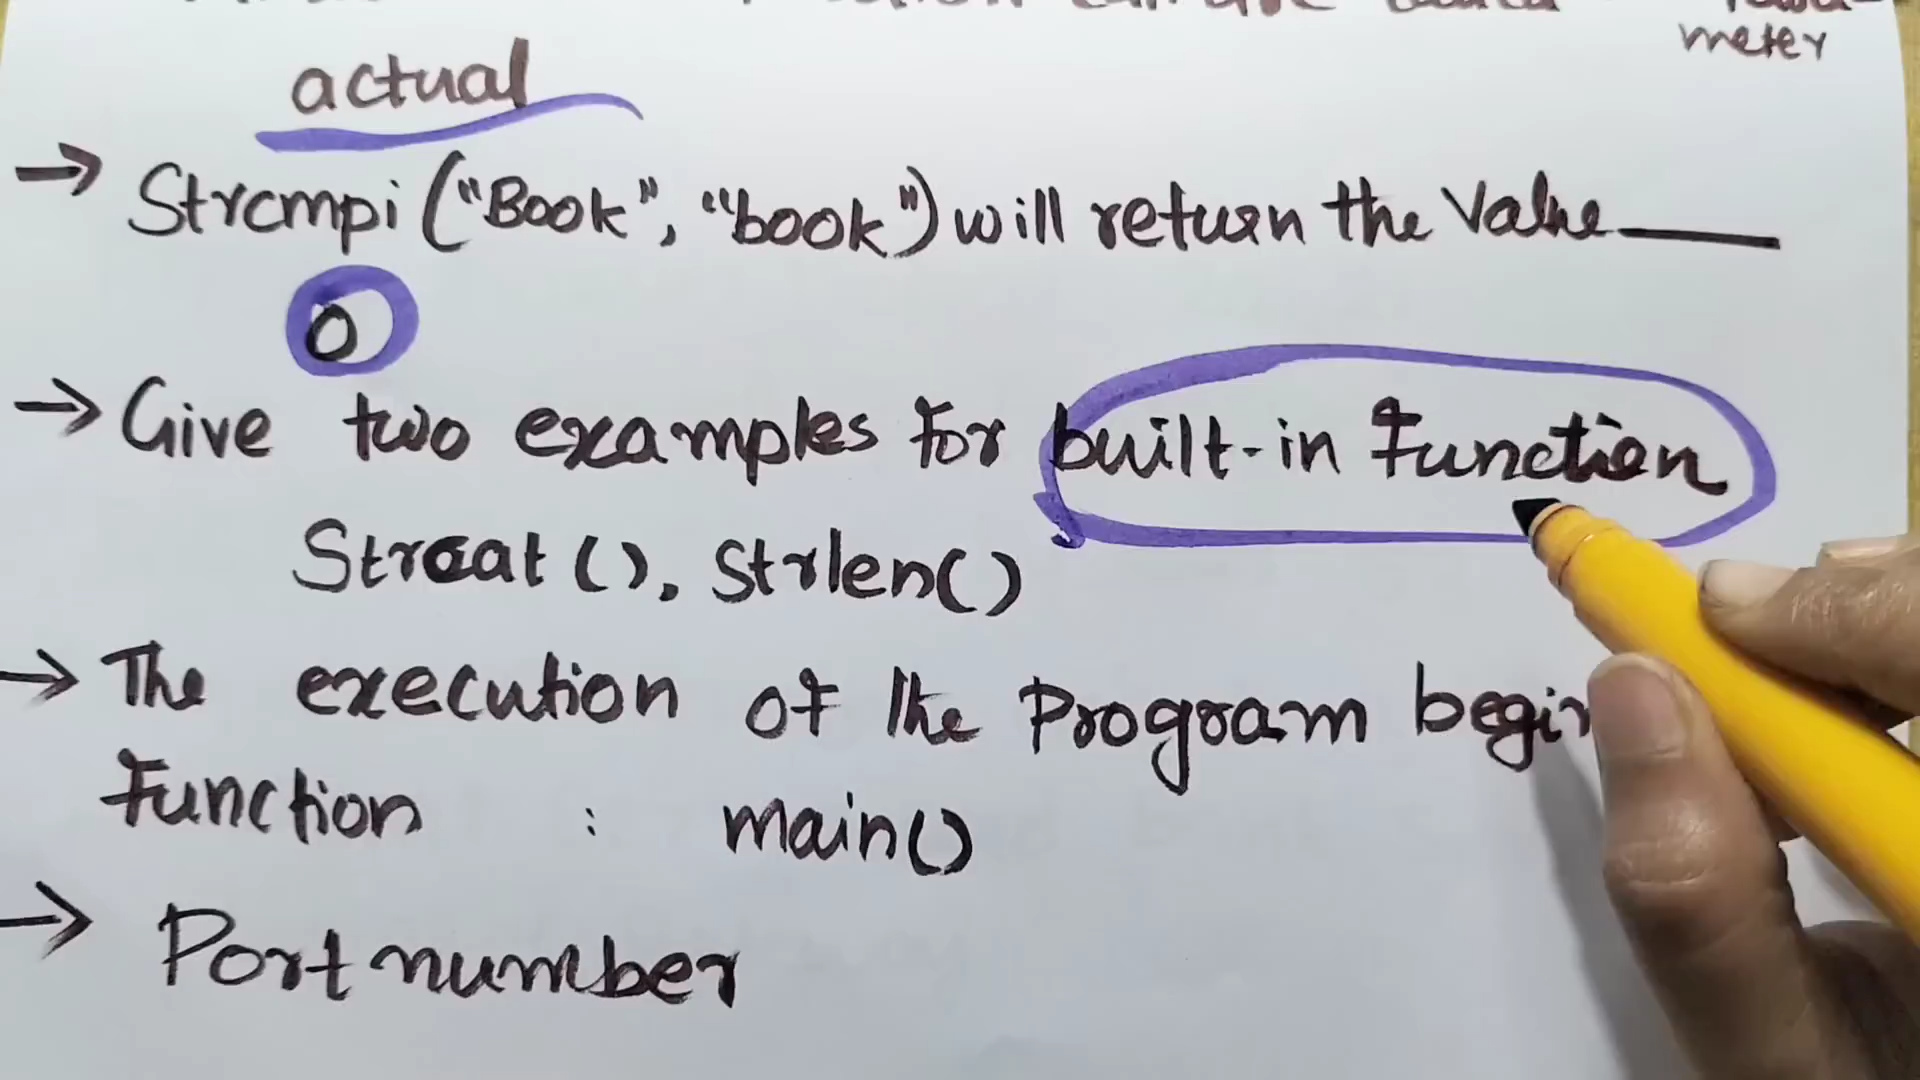 meter
actual
→ Strcmpi ("Book", "book") will return the value ____
0
→ Give two examples for built-in function
Strcat (), Strlen()
→ The execution of the Program begin
function : main()
→ Port number